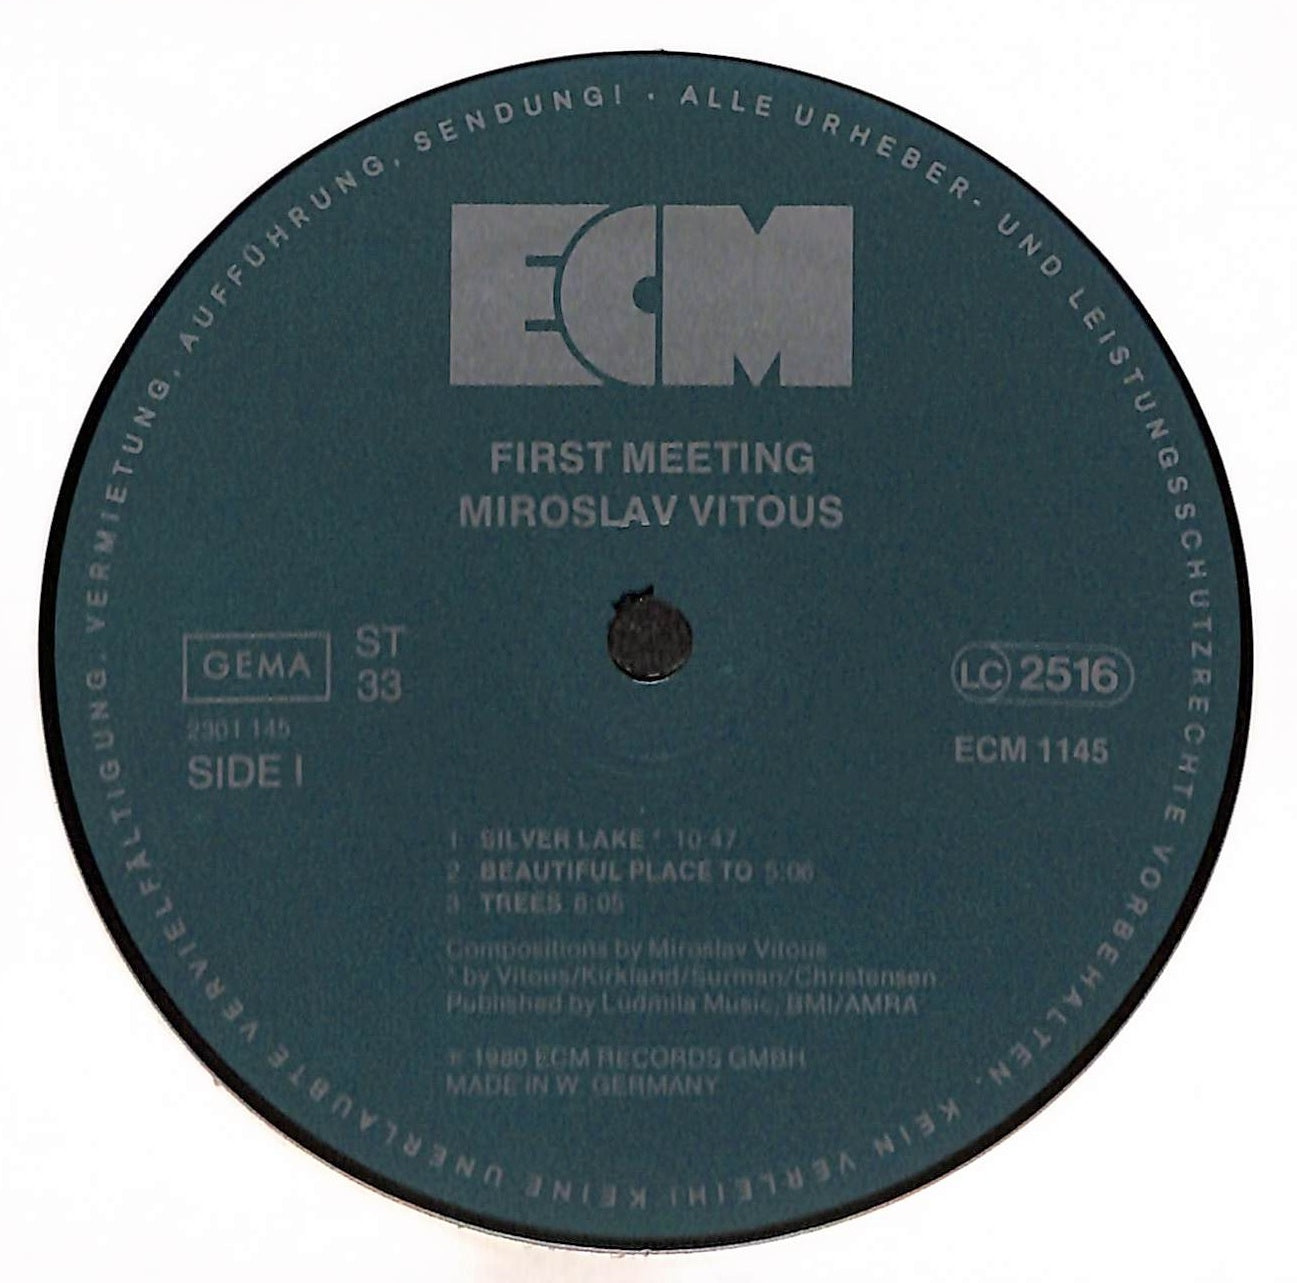 ALLE URHEBER- UND LEISTUNGSSCHUTZRECHTE VORBEHALTEN. KEIN VERLEIH! KEINE UNERLAUBTE VERVIELFÄLTIGUNG, VERMIETUNG, AUFFÜHRUNG, SENDUNG! ·
ECM
FIRST MEETING
MIROSLAV VITOUS
GEMA
ST
33
2301 145
SIDE I
LC 2516
ECM 1145
1 SILVER LAKE * 10:47
2 BEAUTIFUL PLACE TO 5:06
3 TREES 6:05
Compositions by Miroslav Vitous
* by Vitous/Kirkland/Surman/Christensen
Published by Ludmila Music, BMI/AMRA
℗ 1980 ECM RECORDS GMBH
MADE IN W. GERMANY